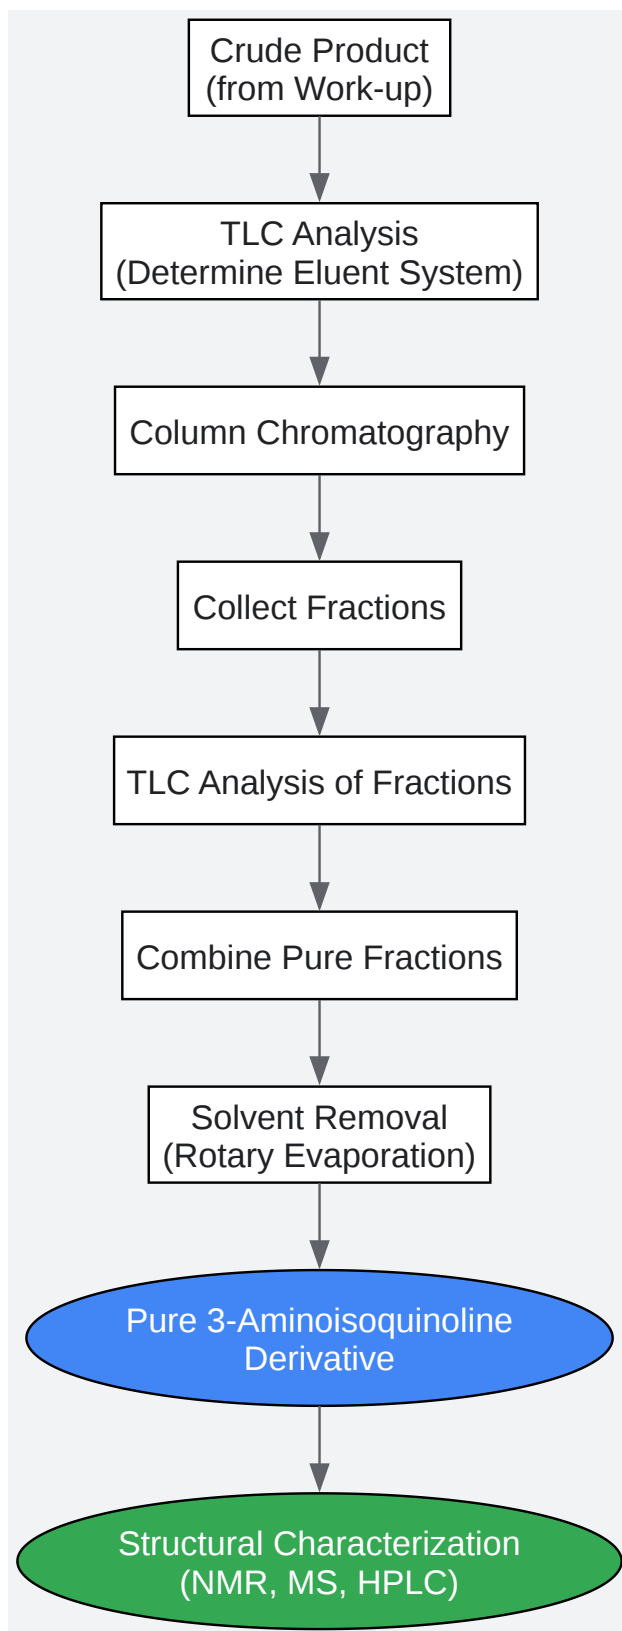 Crude Product
(from Work-up)
TLC Analysis
(Determine Eluent System)
Column Chromatography
Collect Fractions
TLC Analysis of Fractions
Combine Pure Fractions
Solvent Removal
(Rotary Evaporation)
Pure 3-Aminoisoquinoline
Derivative
Structural Characterization
(NMR, MS, HPLC)